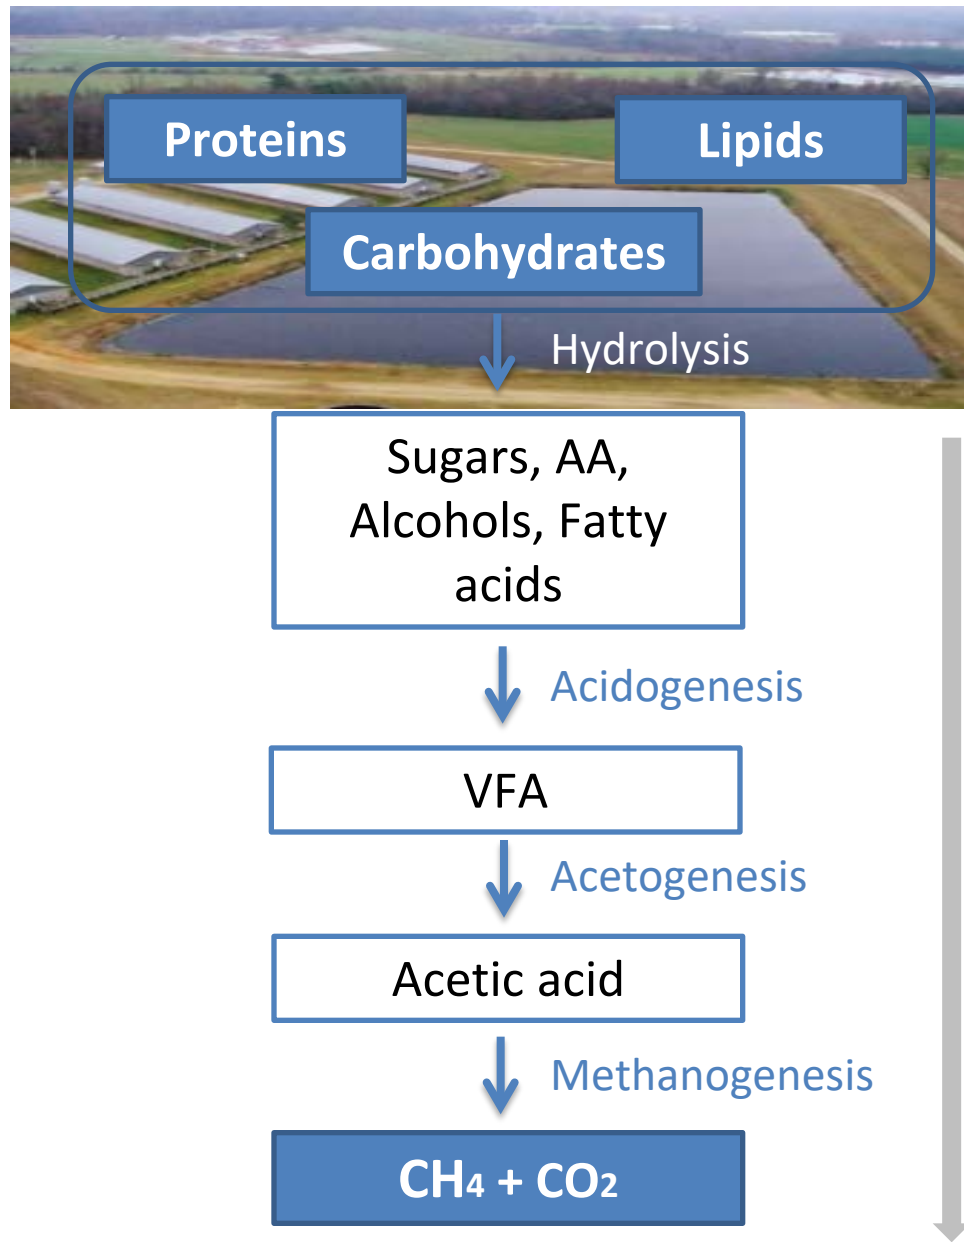 Proteins
Lipids
Carbohydrates
Hydrolysis
Sugars, AA,
Alcohols, Fatty
acids
Acidogenesis
VFA
Acetogenesis
Acetic acid
Methanogenesis
CH₄ + CO₂